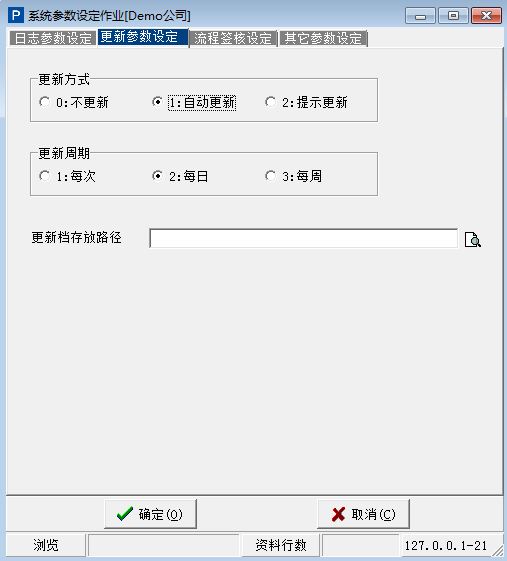 P 系统参数设定作业[Demo公司]
日志参数设定 更新参数设定 流程签核设定 其它参数设定
更新方式
0:不更新 1:自动更新 2:提示更新
更新周期
1:每次 2:每日 3:每周
更新档存放路径
确定(O) 取消(C)
浏览 资料行数 127.0.0.1-21